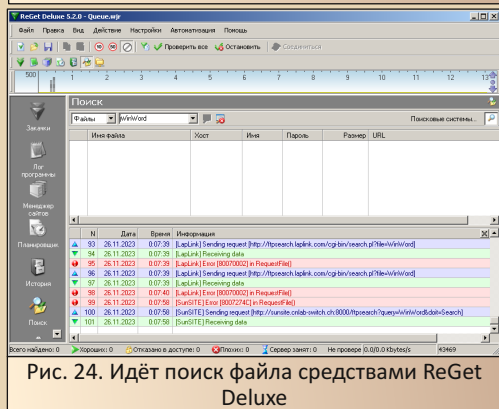 ReGet Deluxe 5.2.0 - Queue.wjr
Файл Правка Вид Действие Настройки Автоматизация Помощь
Проверить все Остановить Соединиться
500 1 2 3 4 5 6 7 8 9 10 11 12 13
Поиск
Файлы WinWord Поисковые системы...
Имя файла Хост Имя Пароль Размер URL
Закачки
Лог программы
Менеджер сайтов
Планировщик
История
Поиск
N Дата Время Информация
93 26.11.2023 0:07:39 [LapLink] Sending request [http://ftpsearch.laplink.com/cgi-bin/search.pl?file=WinWord]
94 26.11.2023 0:07:39 [LapLink] Receiving data
95 26.11.2023 0:07:39 [LapLink] Error [80070002] in RequestFile()
96 26.11.2023 0:07:39 [LapLink] Sending request [http://ftpsearch.laplink.com/cgi-bin/search.pl?file=WinWord]
97 26.11.2023 0:07:39 [LapLink] Receiving data
98 26.11.2023 0:07:40 [LapLink] Error [80070002] in RequestFile()
99 26.11.2023 0:07:58 [SunSITE] Error [8007274C] in RequestFile()
100 26.11.2023 0:07:58 [SunSITE] Sending request [http://sunsite.cnlab-switch.ch:8000/ftpsearch?query=WinWord&doit=Search]
101 26.11.2023 0:07:58 [SunSITE] Receiving data
Всего найдено: 0 Хороших: 0 Отказано в доступе: 0 Плохих: 0 Сервер занят: 0 Не проверен 0.0/0.0 Kbytes/s 43469
Рис. 24. Идёт поиск файла средствами ReGet
Deluxe